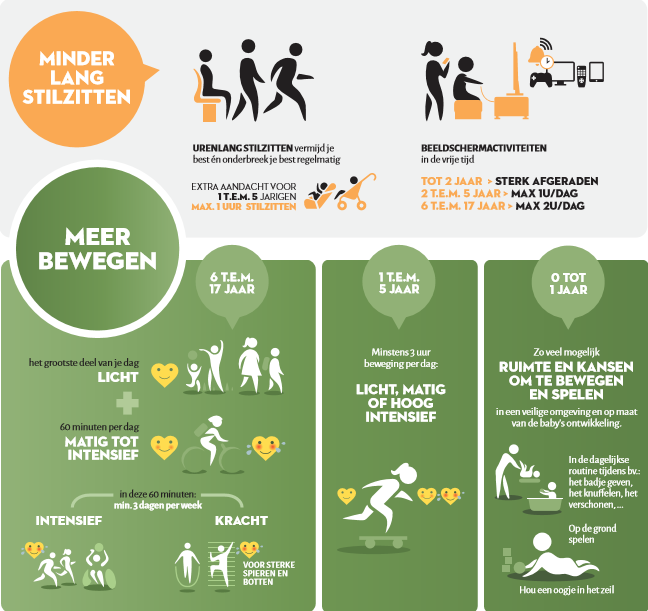 MINDER
LANG
STILZITTEN
URENLANG STILZITTEN vermijd je
best én onderbreek je best regelmatig
EXTRA AANDACHT VOOR
1 T.E.M. 5 JARIGEN
MAX. 1 UUR STILZITTEN
BEELDSCHERMACTIVITEITEN
in de vrije tijd
TOT 2 JAAR > STERK AFGERADEN
2 T.E.M. 5 JAAR > MAX 1U/DAG
6 T.E.M. 17 JAAR > MAX 2U/DAG
MEER
BEWEGEN
6 T.E.M.
17 JAAR
het grootste deel van je dag
LICHT
60 minuten per dag
MATIG TOT
INTENSIEF
in deze 60 minuten:
min. 3 dagen per week
INTENSIEF
KRACHT
VOOR STERKE
SPIEREN EN
BOTTEN
1 T.E.M.
5 JAAR
Minstens 3 uur
beweging per dag:
LICHT, MATIG
OF HOOG
INTENSIEF
0 TOT
1 JAAR
Zo veel mogelijk
RUIMTE EN KANSEN
OM TE BEWEGEN
EN SPELEN
in een veilige omgeving en op maat
van de baby's ontwikkeling.
In de dagelijkse
routine tijdens bv.:
het badje geven,
het knuffelen, het
verschonen, ...
Op de grond
spelen
Hou een oogje in het zeil